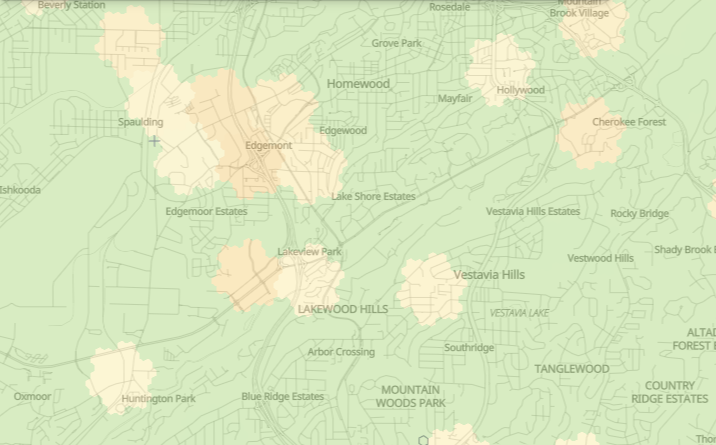 Beverly Station
Rosedale
Mountain
Brook Village
Grove Park
Homewood
Hollywood
Mayfair
Spaulding
Edgewood
Cherokee Forest
Edgemont
Ishkooda
Lake Shore Estates
Edgemoor Estates
Vestavia Hills Estates
Rocky Bridge
Lakeview Park
Shady Brook E
Vestwood Hills
Vestavia Hills
LAKEWOOD HILLS
VESTAVIA LAKE
ALTAD
FOREST E
Arbor Crossing
Southridge
TANGLEWOOD
MOUNTAIN
WOODS PARK
COUNTRY
RIDGE ESTATES
Oxmoor
Huntington Park
Blue Ridge Estates
Thor